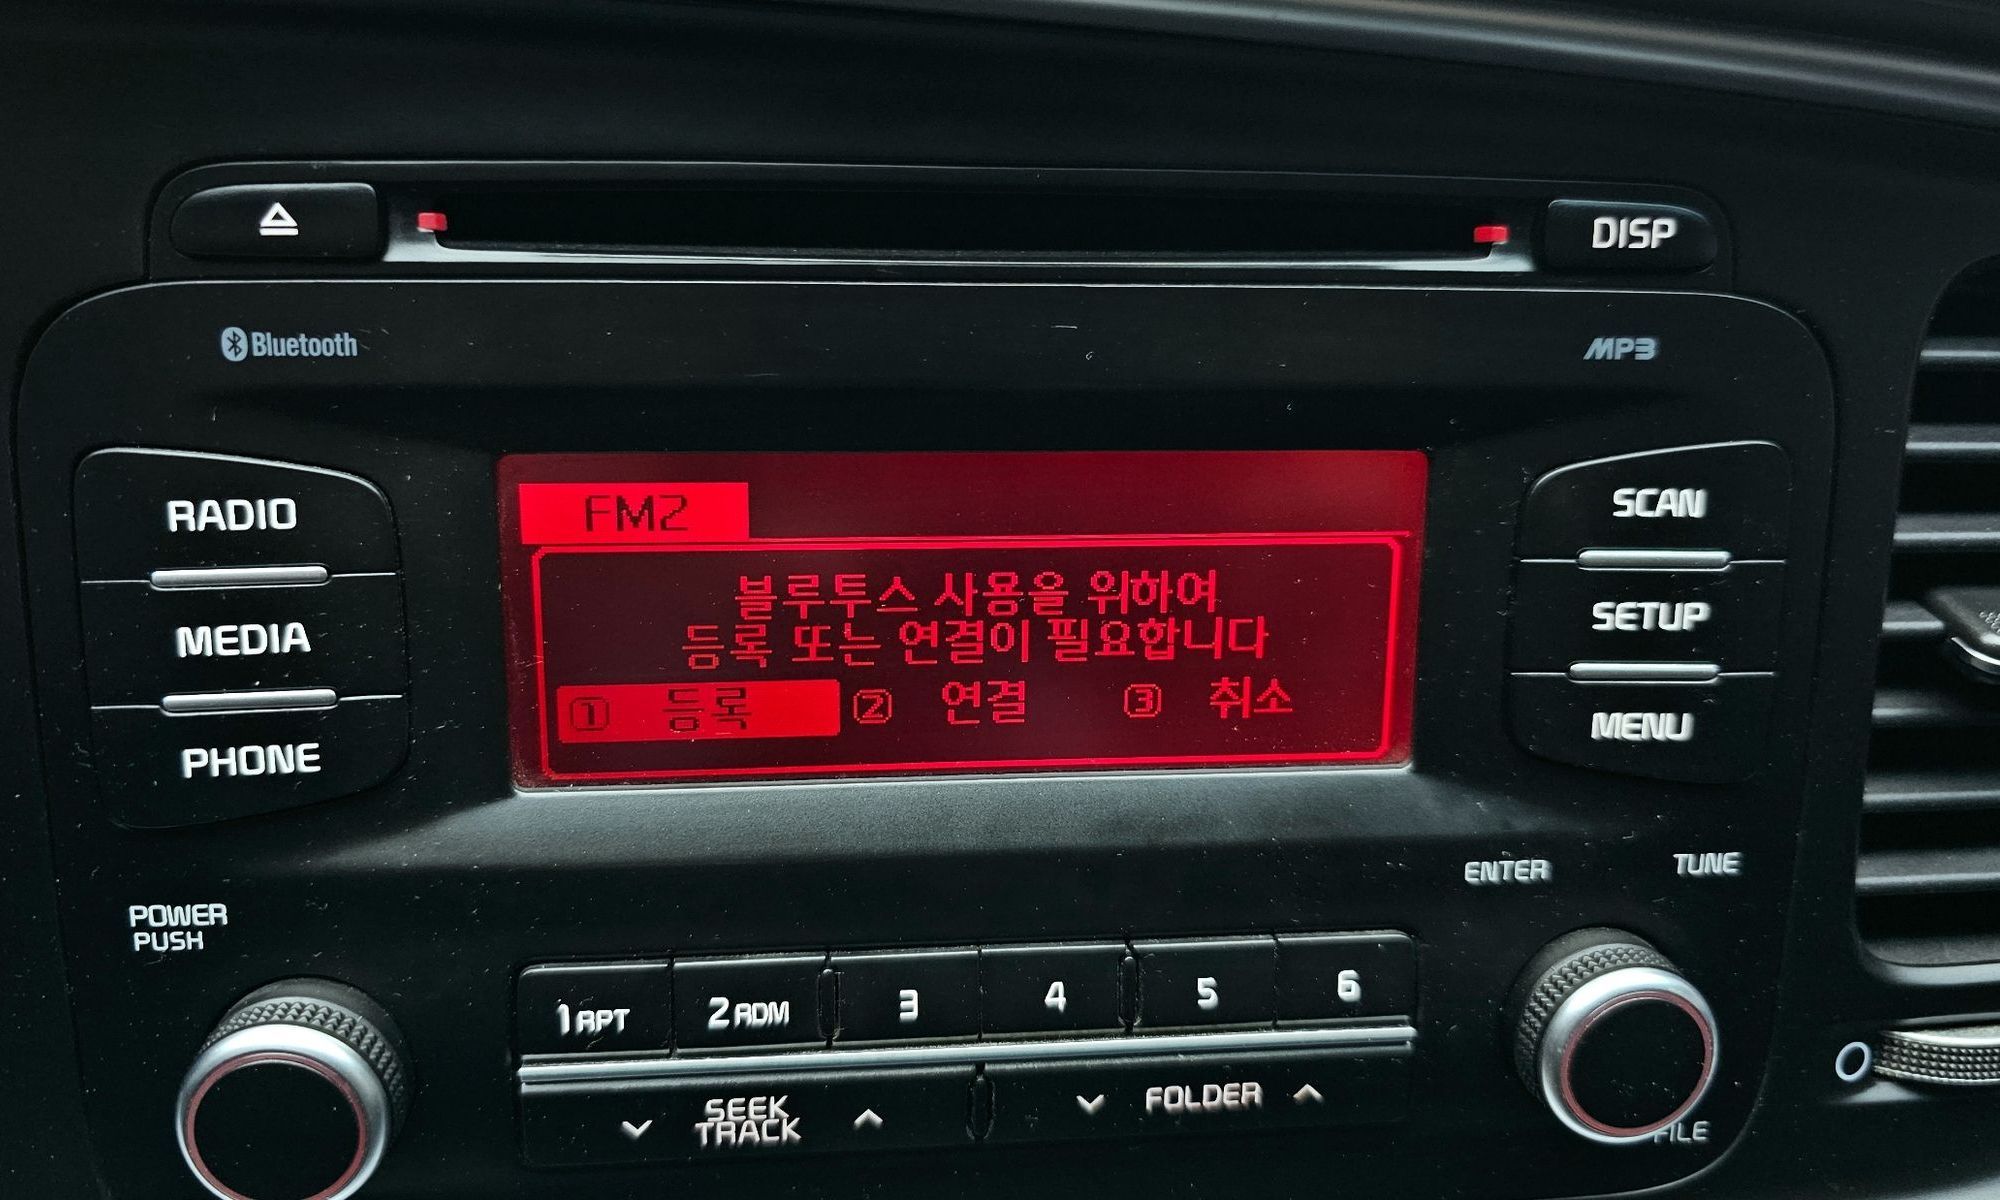 DISP
Bluetooth
MP3
RADIO
MEDIA
PHONE
FM2
블루투스 사용을 위하여
등록 또는 연결이 필요합니다
① 등록 ② 연결 ③ 취소
SCAN
SETUP
MENU
POWER
PUSH
ENTER
TUNE
1 RPT
2 RDM
3
4
5
6
SEEK
TRACK
FOLDER
FILE